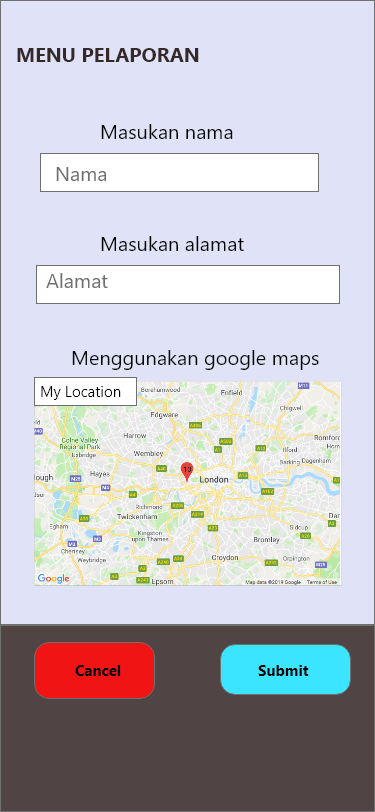 MENU PELAPORAN
Masukan nama
Nama
Masukan alamat
Alamat
Menggunakan google maps
My Location
Borehamwood
Enfield
Chigwell
Edgware
Colne Valley
Regional Park
Harrow
Romford
Wembley
Ilford
Uxbridge
Barking Dagenham
Hayes
10
London
Slough
Richmond
Twickenham
Sidcup
Egham
Kingston
upon Thames
Bromley
Chertsey
Croydon
Orpington
Weybridge
Epsom
Google
Map data ©2019 Google
Terms of Use
Cancel
Submit